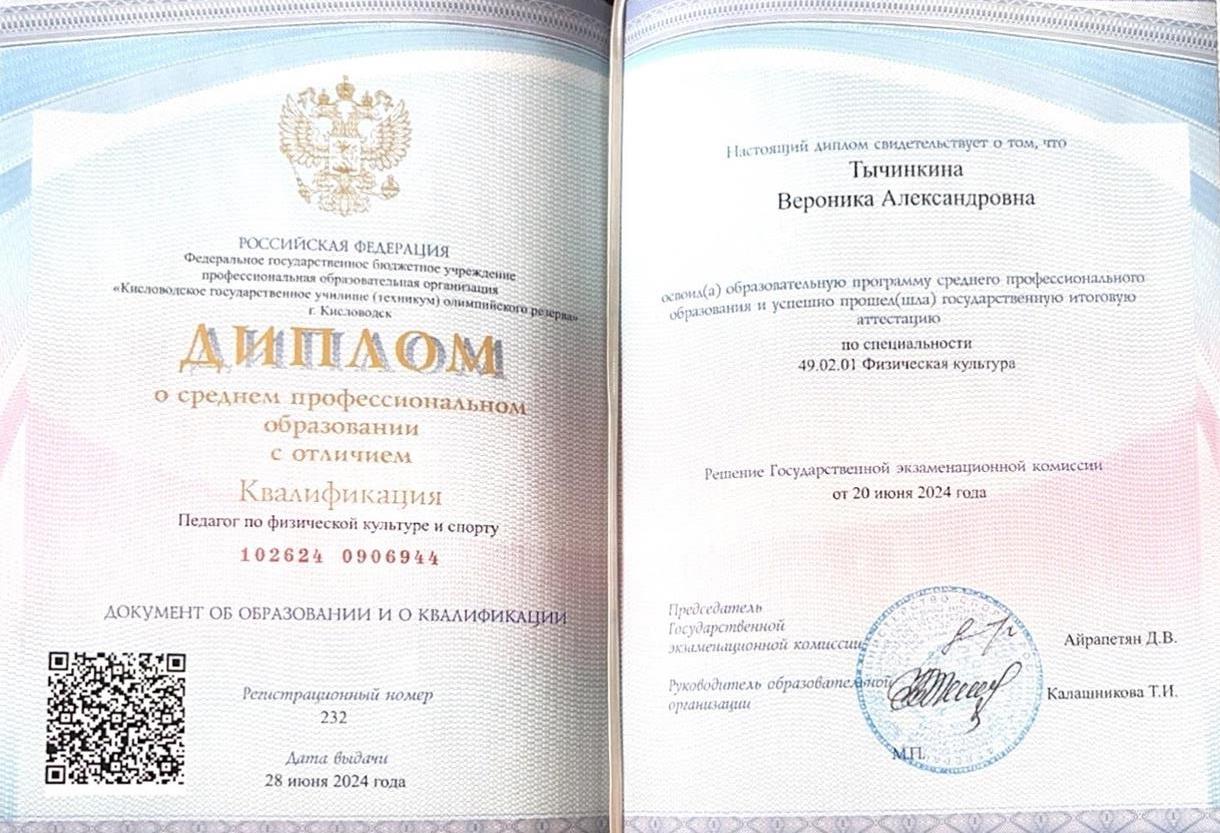 РОССИЙСКАЯ ФЕДЕРАЦИЯ
Федеральное государственное бюджетное учреждение
профессиональная образовательная организация
«Кисловодское государственное училище (техникум) олимпийского резерва»
г. Кисловодск
ДИПЛОМ
о среднем профессиональном
образовании
с отличием
Квалификация
Педагог по физической культуре и спорту
102624 0906944
ДОКУМЕНТ ОБ ОБРАЗОВАНИИ И О КВАЛИФИКАЦИИ
Регистрационный номер
232
Дата выдачи
28 июня 2024 года
Настоящий диплом свидетельствует о том, что
Тычинкина
Вероника Александровна
освоил(а) образовательную программу среднего профессионального
образования и успешно прошел(шла) государственную итоговую
аттестацию
по специальности
49.02.01 Физическая культура
Решение Государственной экзаменационной комиссии
от 20 июня 2024 года
Председатель
Государственной
экзаменационной комиссии
Айрапетян Д.В.
Руководитель образовательной
организации
Калашникова Т.И.
М.П.